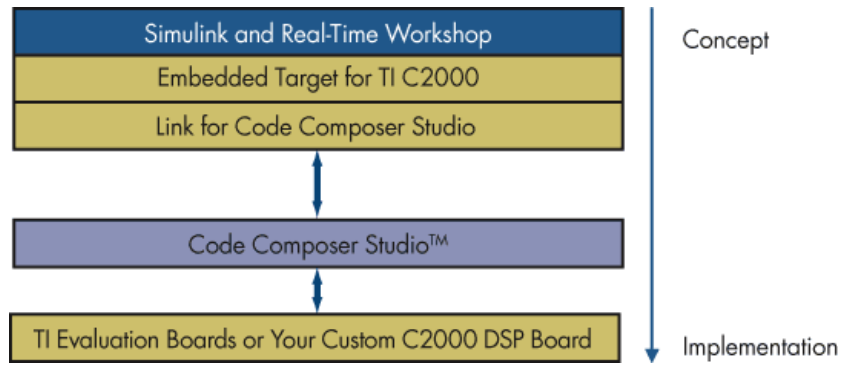 Simulink and Real-Time Workshop
Concept
Embedded Target for TI C2000
Link for Code Composer Studio
Code Composer Studio™
TI Evaluation Boards or Your Custom C2000 DSP Board
Implementation